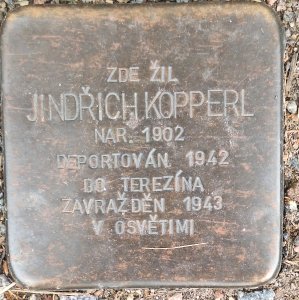 ZDE ŽIL
JINDŘICH KOPPERL
NAR. 1902
DEPORTOVÁN 1942
DO TEREZÍNA
ZAVRAŽDĚN 1943
V OSVĚTIMI